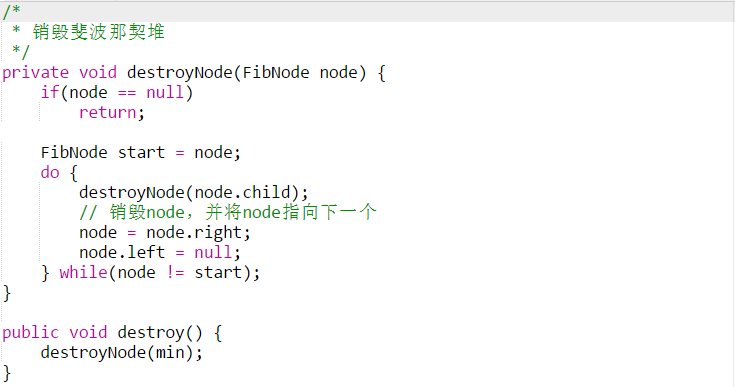 /*
 * 销毁斐波那契堆
 */
private void destroyNode(FibNode node) {
    if(node == null)
        return;

    FibNode start = node;
    do {
        destroyNode(node.child);
        // 销毁node，并将node指向下一个
        node = node.right;
        node.left = null;
    } while(node != start);
}

public void destroy() {
    destroyNode(min);
}